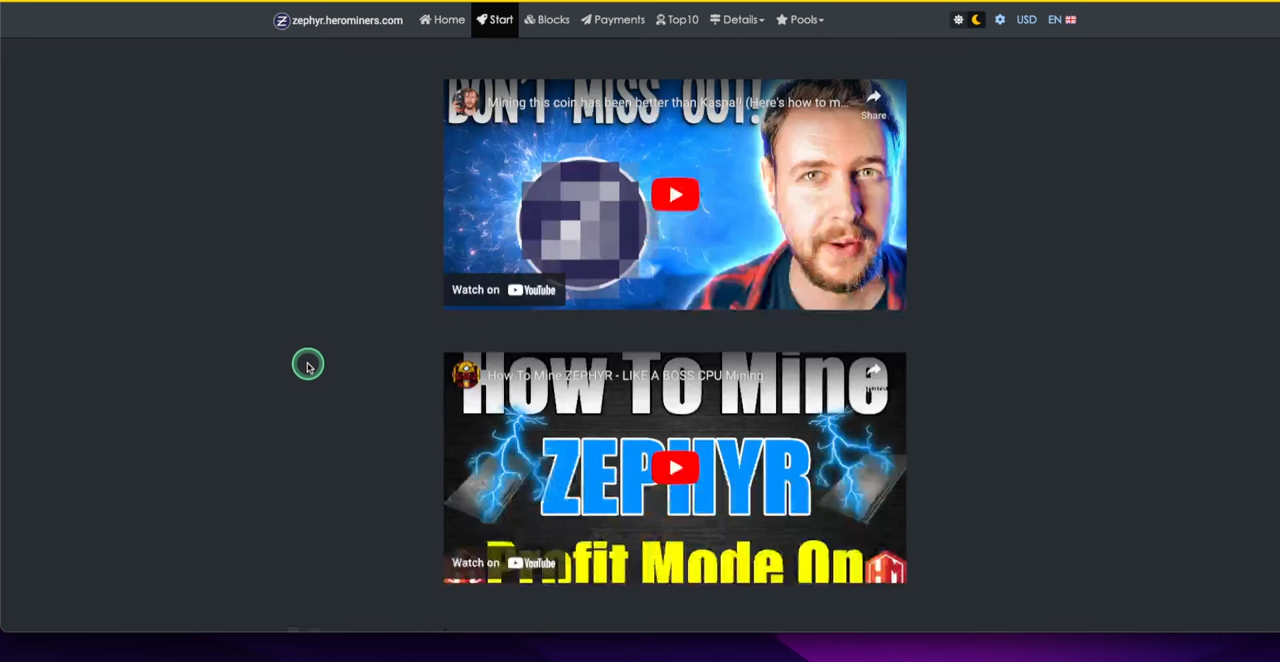 zephyr.herominers.com Home Start Blocks Payments Top10 Details Pools USD EN
DON'T MISS OUT!
Mining this coin has been better than Kaspa!! (Here's how to m...
Share
Watch on YouTube
How To Mine ZEPHYR - LIKE A BOSS CPU Mining
Share
How To Mine
ZEPHYR
Profit Mode On
Watch on YouTube
HM